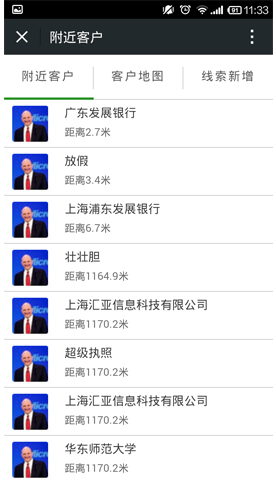 91 11:33
附近客户
附近客户 客户地图 线索新增
广东发展银行
距离2.7米
放假
距离3.4米
上海浦东发展银行
距离6.7米
壮壮胆
距离1164.9米
上海汇亚信息科技有限公司
距离1170.2米
超级执照
距离1170.2米
上海汇亚信息科技有限公司
距离1170.2米
华东师范大学
距离1170.2米